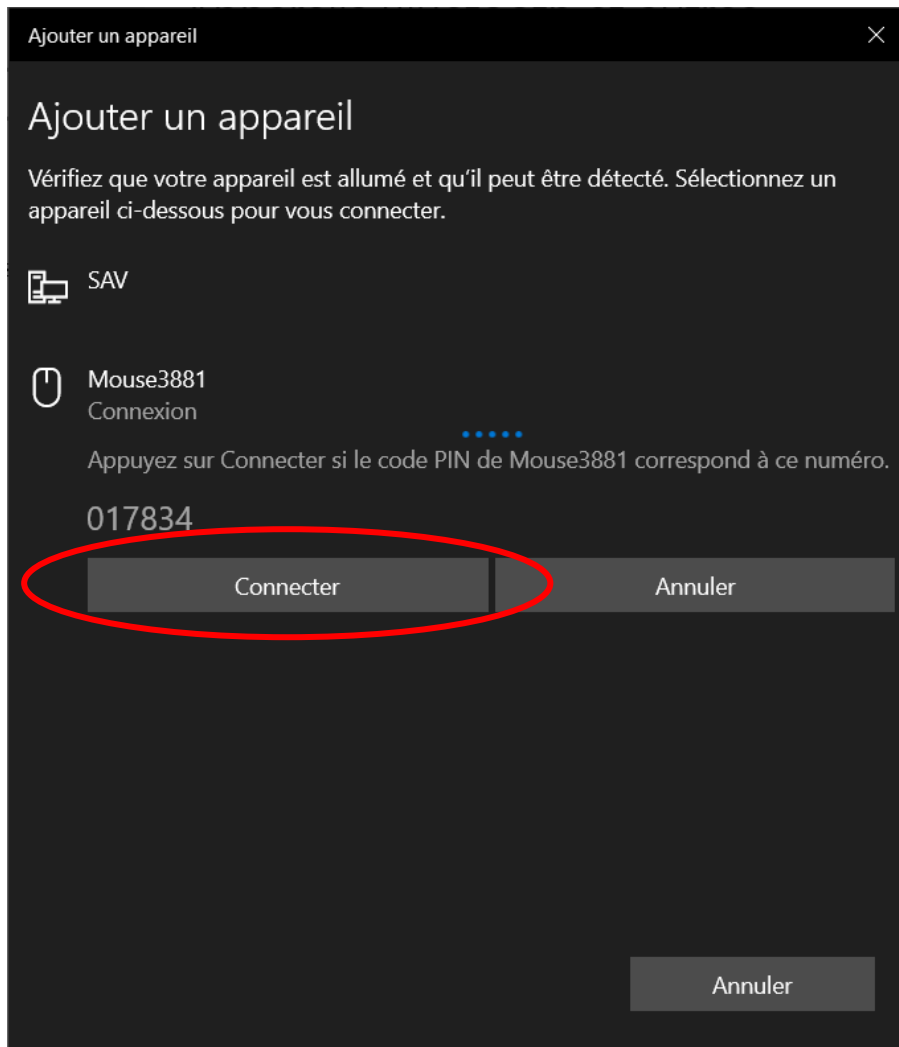 Ajouter un appareil
Ajouter un appareil
Vérifiez que votre appareil est allumé et qu'il peut être détecté. Sélectionnez un
appareil ci-dessous pour vous connecter.
SAV
Mouse3881
Connexion
Appuyez sur Connecter si le code PIN de Mouse3881 correspond à ce numéro.
017834
Connecter
Annuler
Annuler